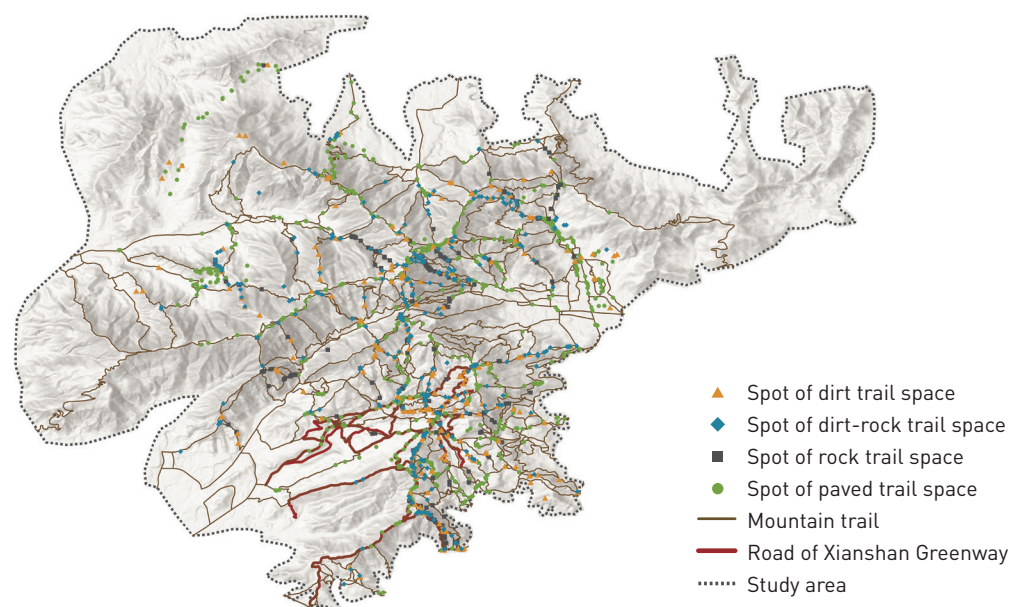 Spot of dirt trail space
Spot of dirt-rock trail space
Spot of rock trail space
Spot of paved trail space
Mountain trail
Road of Xianshan Greenway
Study area